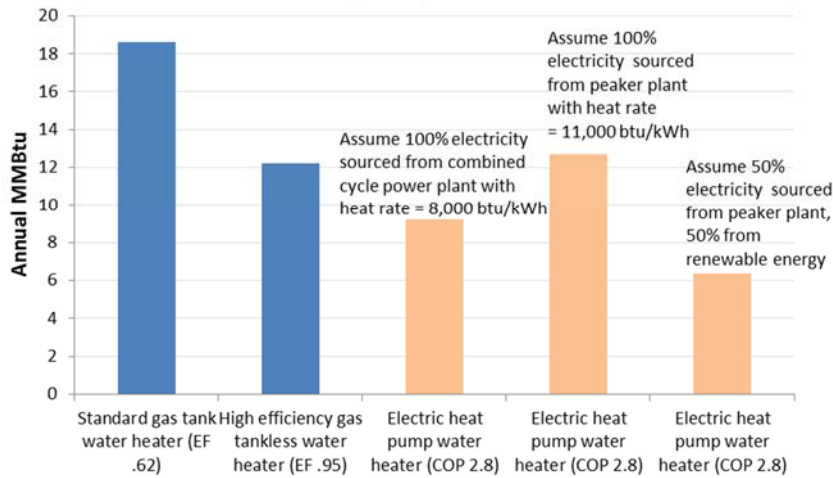 Annual MMBtu
20
18
16
14
12
10
8
6
4
2
0
Assume 100% electricity
sourced from combined
cycle power plant with
heat rate = 8,000 btu/kWh
Assume 100%
electricity sourced
from peaker plant
with heat rate
= 11,000 btu/kWh
Assume 50%
electricity sourced
from peaker plant,
50% from
renewable energy
Standard gas tank
water heater (EF
.62)
High efficiency gas
tankless water
heater (EF .95)
Electric heat
pump water
heater (COP 2.8)
Electric heat
pump water
heater (COP 2.8)
Electric heat
pump water
heater (COP 2.8)